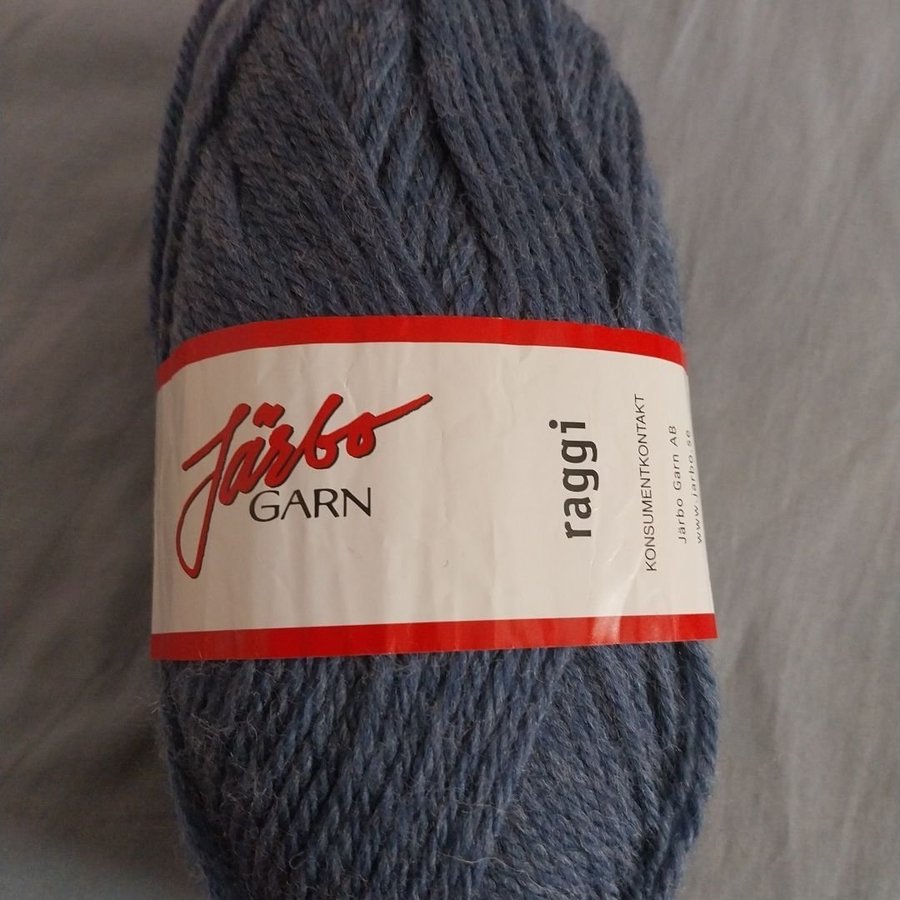 Järbo
GARN
raggi
KONSUMENTKONTAKT
Järbo Garn AB
www.jarbo.se